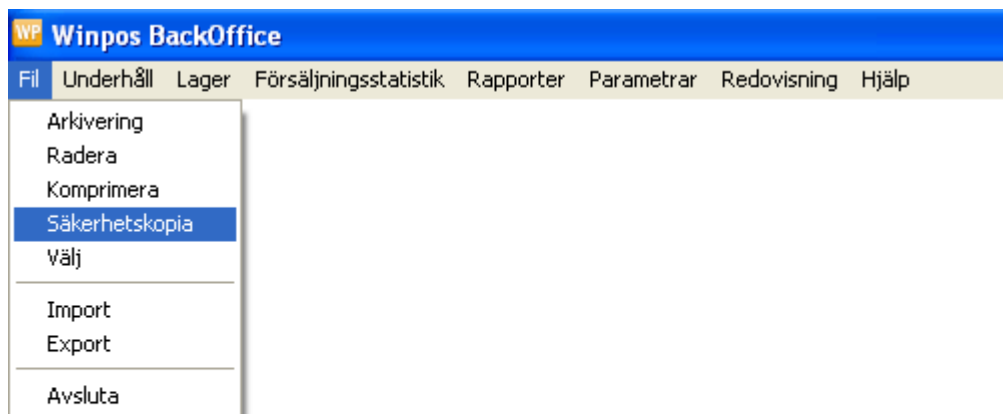 WP Winpos BackOffice
Fil Underhåll Lager Försäljningsstatistik Rapporter Parametrar Redovisning Hjälp
Arkivering
Radera
Komprimera
Säkerhetskopia
Välj
Import
Export
Avsluta